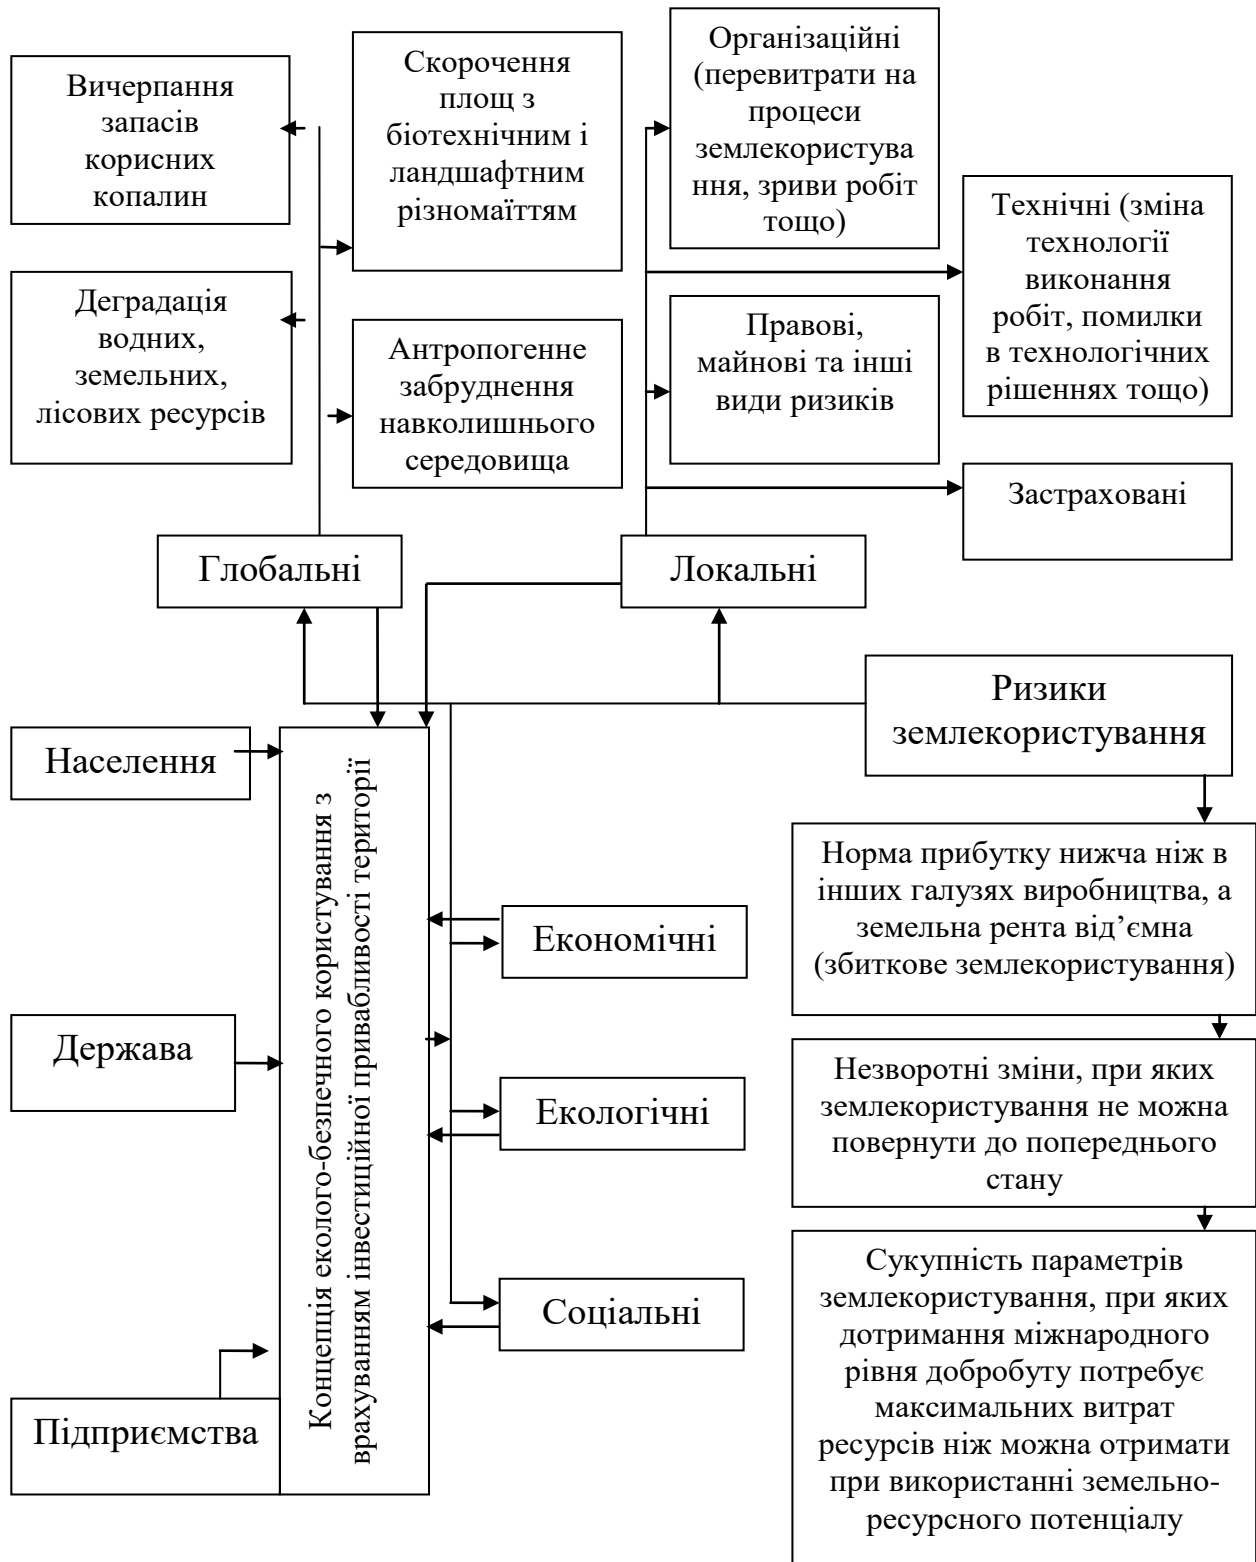 Вичерпання
запасів
корисних
копалин
Скорочення
площ з
біотехнічним і
ландшафтним
різномаїттям
Організаційні
(перевитрати на
процеси
землекористува
ння, зриви робіт
тощо)
Технічні (зміна
технології
виконання
робіт, помилки
в технологічних
рішеннях тощо)
Деградація
водних,
земельних,
лісових ресурсів
Антропогенне
забруднення
навколишнього
середовища
Правові,
майнові та інші
види ризиків
Застраховані
Глобальні
Локальні
Ризики
землекористування
Населення
Держава
Підприємства
Концепція еколого-безпечного користування з
врахуванням інвестиційної привабливості території
Економічні
Екологічні
Соціальні
Норма прибутку нижча ніж в
інших галузях виробництва, а
земельна рента від’ємна
(збиткове землекористування)
Незворотні зміни, при яких
землекористування не можна
повернути до попереднього
стану
Сукупність параметрів
землекористування, при яких
дотримання міжнародного
рівня добробуту потребує
максимальних витрат
ресурсів ніж можна отримати
при використанні земельно-
ресурсного потенціалу